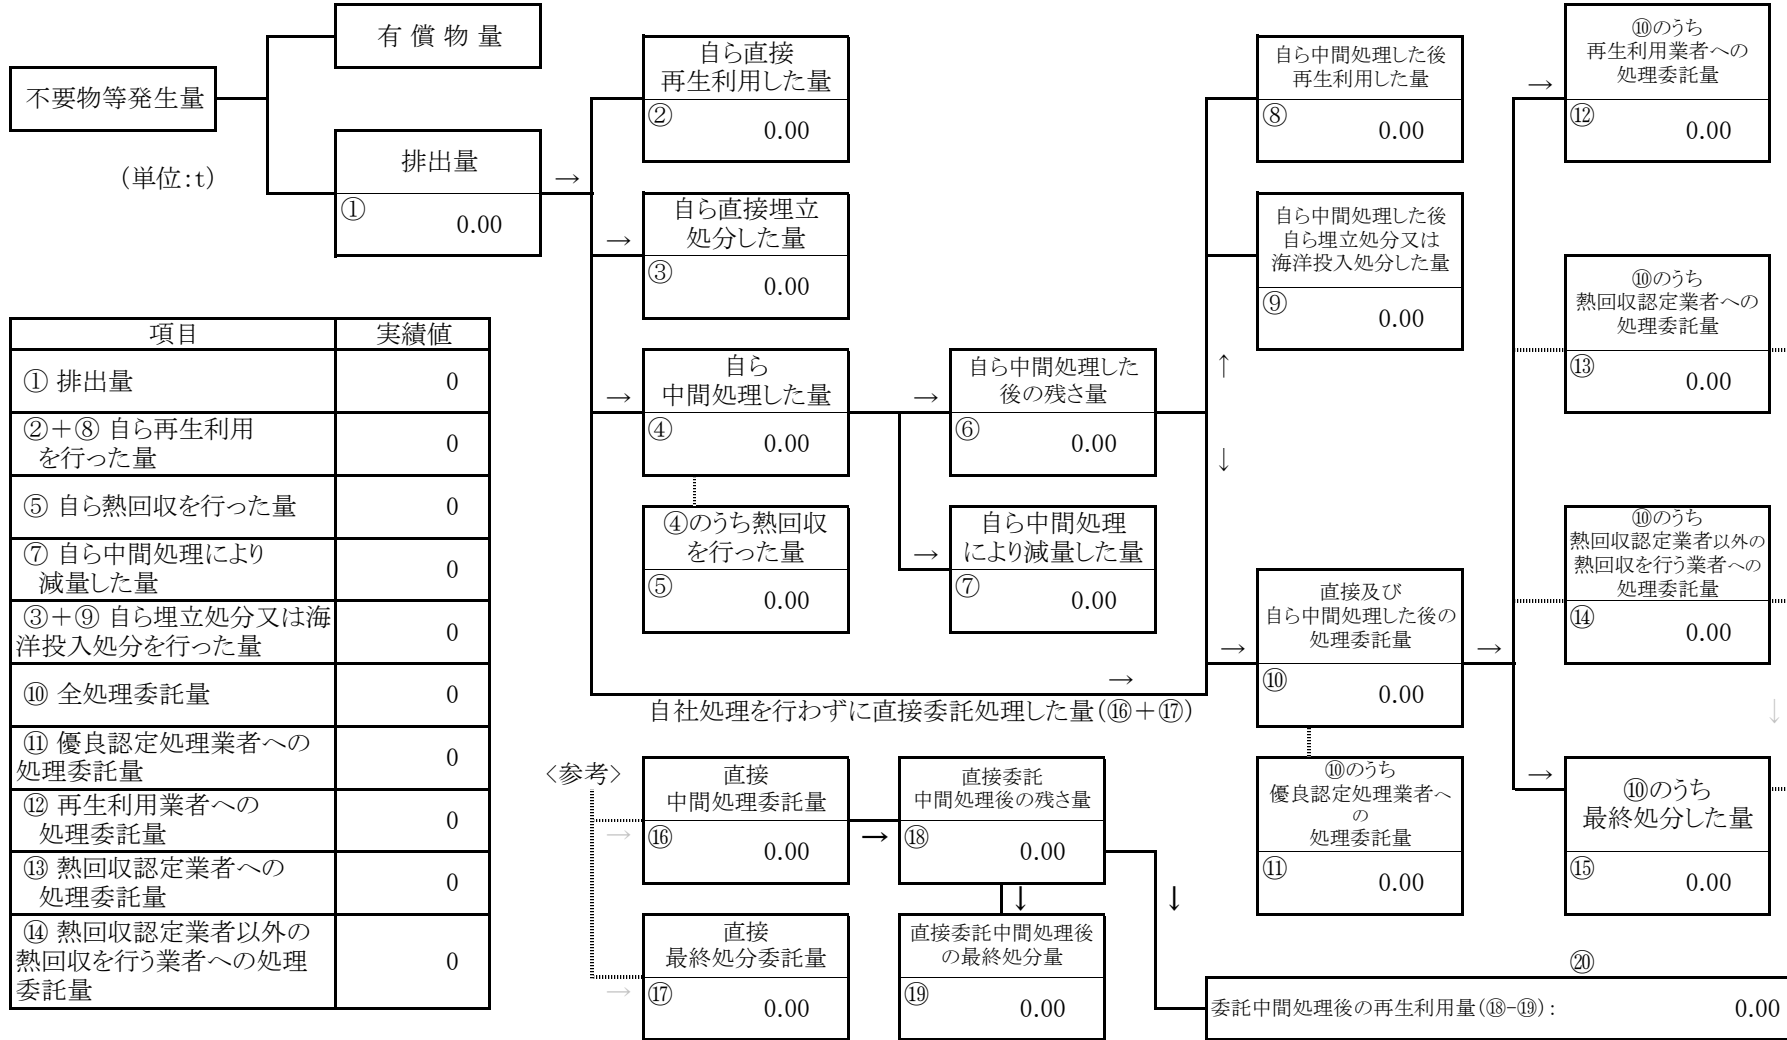 有 償 物 量
不要物等発生量
(単位:t)
排出量
①
0.00
→
自ら直接
再生利用した量
②
0.00
→
自ら直接埋立
処分した量
③
0.00
→
自ら
中間処理した量
④
0.00
④のうち熱回収
を行った量
⑤
0.00
→
自ら中間処理した
後の残さ量
⑥
0.00
→
自ら中間処理
により減量した量
⑦
0.00
自ら中間処理した後
再生利用した量
⑧
0.00
自ら中間処理した後
自ら埋立処分又は
海洋投入処分した量
⑨
0.00
↑
↓
→
直接及び
自ら中間処理した後の
処理委託量
⑩
0.00
→
⑩のうち
優良認定処理業者へ
の
処理委託量
⑪
0.00
→
⑩のうち
再生利用業者への
処理委託量
⑫
0.00
⑩のうち
熱回収認定業者への
処理委託量
⑬
0.00
⑩のうち
熱回収認定業者以外の
熱回収を行う業者への
処理委託量
⑭
0.00
↓
→
⑩のうち
最終処分した量
⑮
0.00
→
自社処理を行わずに直接委託処理した量(⑯+⑰)
<参考>
→
直接
中間処理委託量
⑯
0.00
→
直接委託
中間処理後の残さ量
⑱
0.00
↓
↓
→
直接
最終処分委託量
⑰
0.00
直接委託中間処理後
の最終処分量
⑲
0.00
⑳
委託中間処理後の再生利用量(⑱-⑲): 0.00
項目 実績値
① 排出量 0
②+⑧ 自ら再生利用
を行った量 0
⑤ 自ら熱回収を行った量 0
⑦ 自ら中間処理により
減量した量 0
③+⑨ 自ら埋立処分又は海
洋投入処分を行った量 0
⑩ 全処理委託量 0
⑪ 優良認定処理業者への
処理委託量 0
⑫ 再生利用業者への
処理委託量 0
⑬ 熱回収認定業者への
処理委託量 0
⑭ 熱回収認定業者以外の
熱回収を行う業者への処理
委託量 0